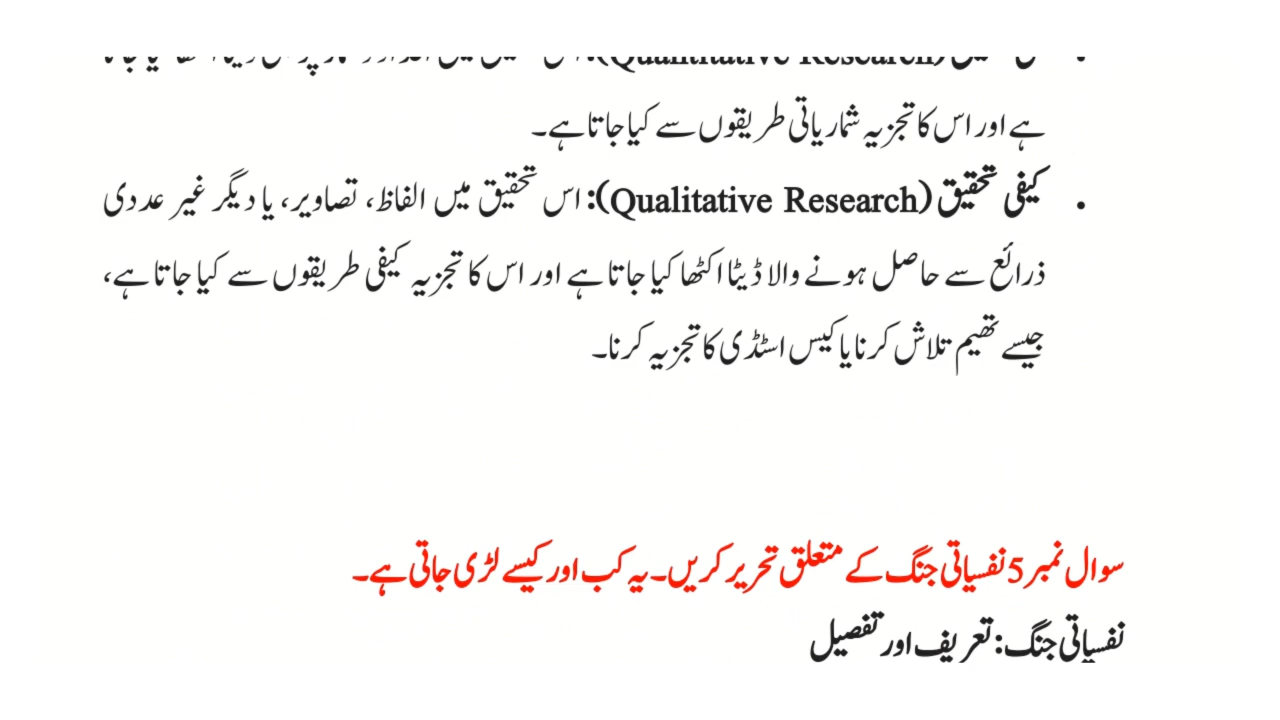 (Quantitative Research):
ہے اور اس کا تجزیہ شماریاتی طریقوں سے کیا جاتا ہے۔
• کیفی تحقیق (Qualitative Research): اس تحقیق میں الفاظ، تصاویر، یا دیگر غیر عددی
ذرائع سے حاصل ہونے والا ڈیٹا اکٹھا کیا جاتا ہے اور اس کا تجزیہ کیفی طریقوں سے کیا جاتا ہے،
جیسے تھیم تلاش کرنا یا کیس اسٹڈی کا تجزیہ کرنا۔
سوال نمبر 5 نفسیاتی جنگ کے متعلق تحریر کریں۔ یہ کب اور کیسے لڑی جاتی ہے۔
نفسیاتی جنگ: تعریف اور تفصیل